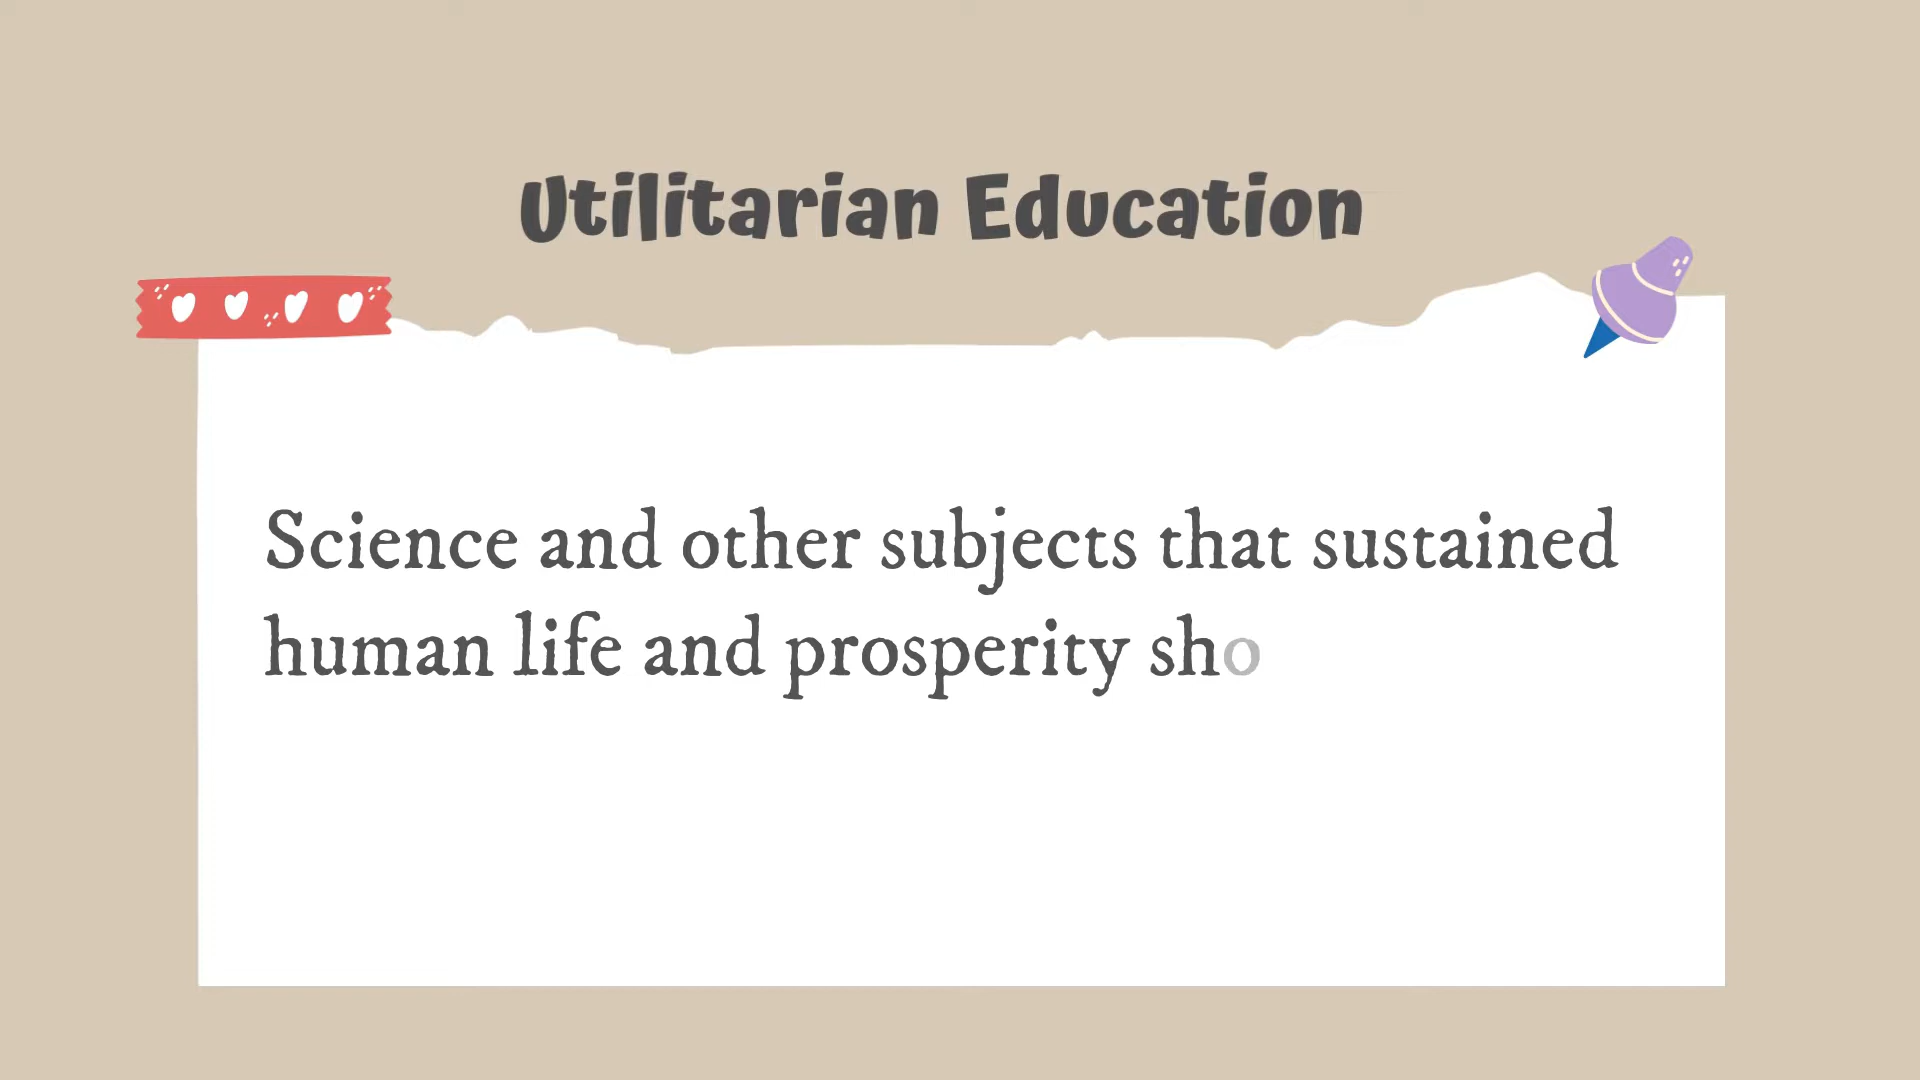 Utilitarian Education
Science and other subjects that sustained
human life and prosperity sho